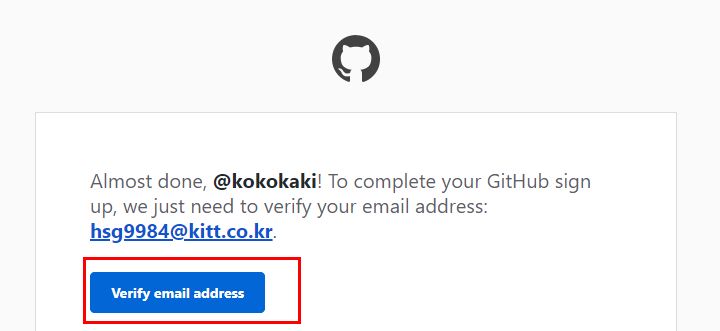 Almost done, @kokokaki! To complete your GitHub sign
up, we just need to verify your email address:
hsg9984@kitt.co.kr.
Verify email address